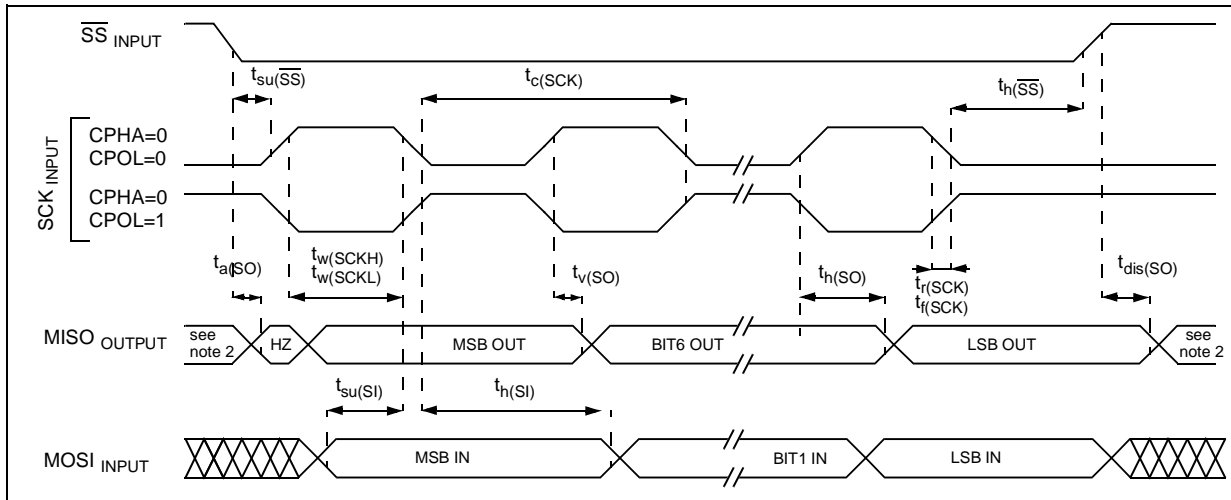 SS INPUT
tsu(SS)
tc(SCK)
th(SS)
SCK INPUT
CPHA=0
CPOL=0
CPHA=0
CPOL=1
ta(SO)
tw(SCKH)
tw(SCKL)
tv(SO)
th(SO)
tr(SCK)
tf(SCK)
tdis(SO)
MISO OUTPUT
see note 2
HZ
MSB OUT
BIT6 OUT
LSB OUT
see note 2
tsu(SI)
th(SI)
MOSI INPUT
MSB IN
BIT1 IN
LSB IN